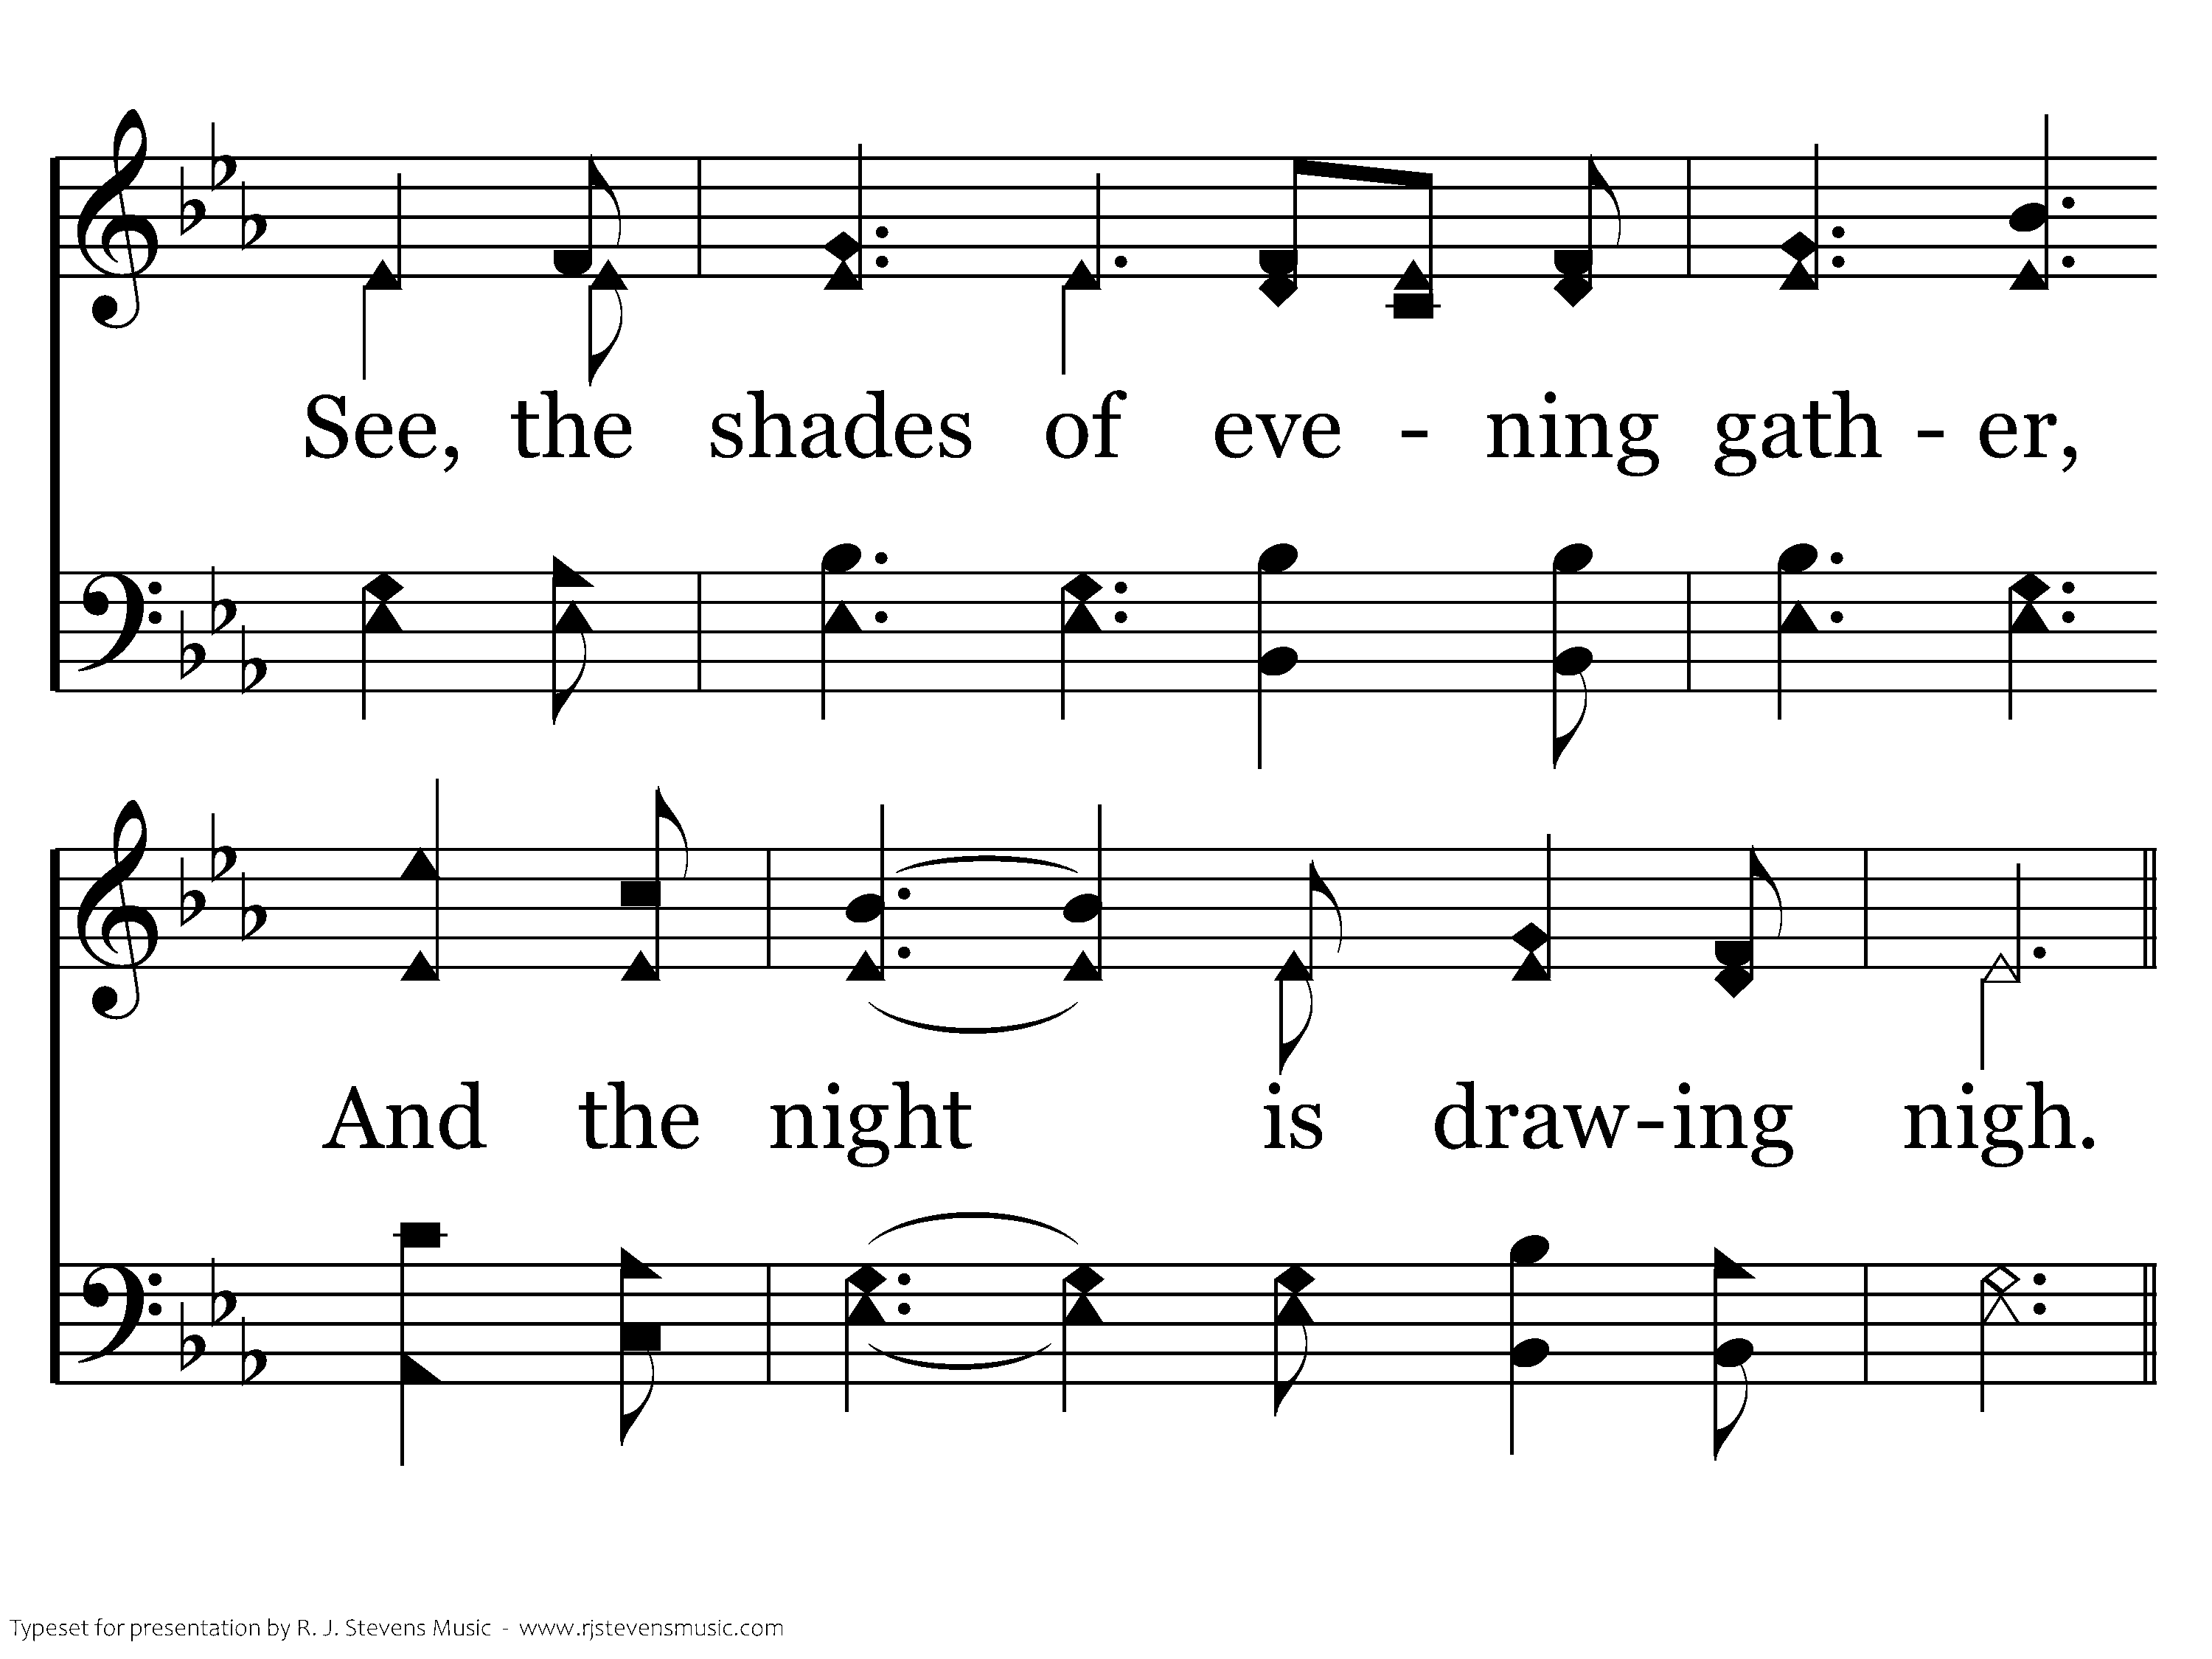 See, the shades of eve - ning gath - er,
And the night is draw-ing nigh.
Typeset for presentation by R. J. Stevens Music - www.rjstevensmusic.com